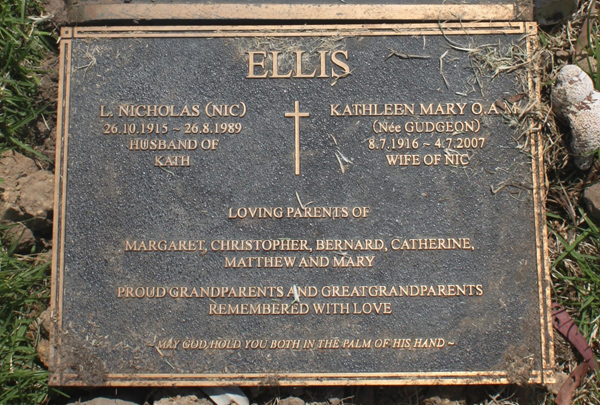 ELLIS
L. NICHOLAS (NIC)
26.10.1915 ~ 26.8.1989
HUSBAND OF
KATH
KATHLEEN MARY O.A.M.
(Née GUDGEON)
8.7.1916 ~ 4.7.2007
WIFE OF NIC
LOVING PARENTS OF
MARGARET, CHRISTOPHER, BERNARD, CATHERINE,
MATTHEW AND MARY
PROUD GRANDPARENTS AND GREATGRANDPARENTS
REMEMBERED WITH LOVE
~ MAY GOD HOLD YOU BOTH IN THE PALM OF HIS HAND ~